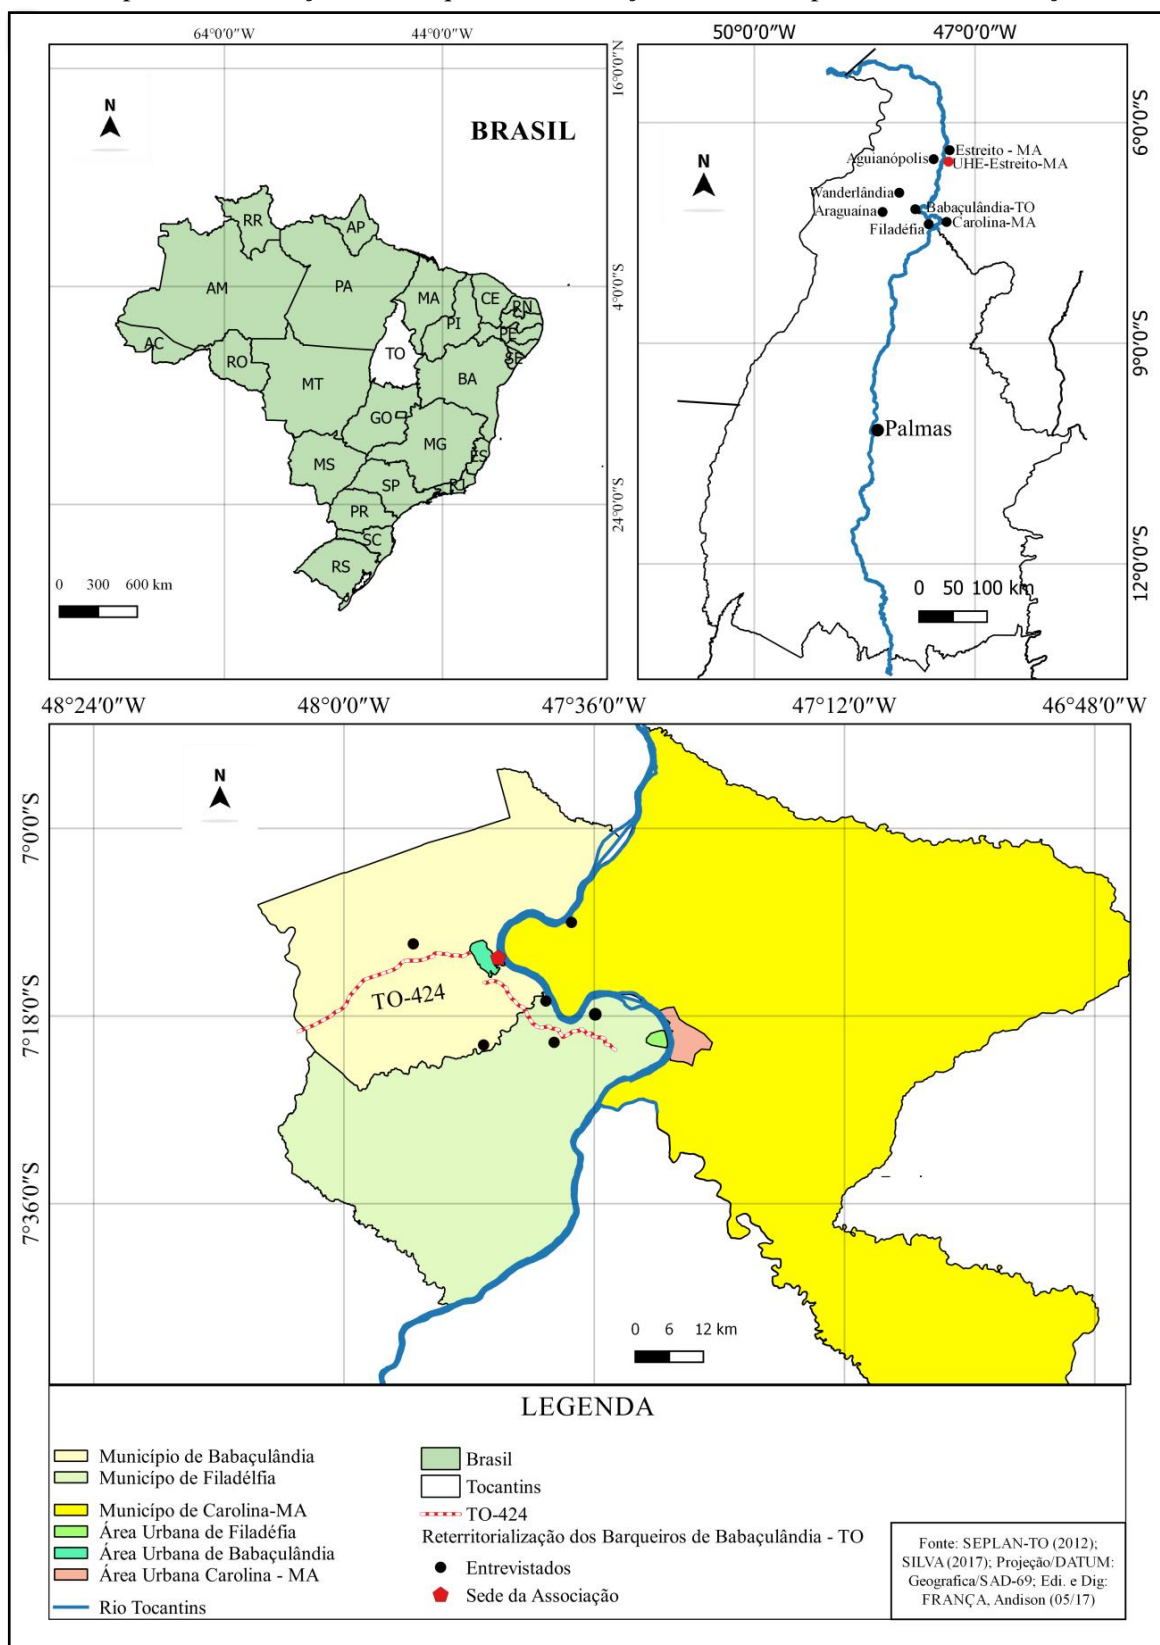 64°0'0"W
44°0'0"W
16°0'0"N
4°0'0"S
24°0'0"S
N
BRASIL
RR
AP
AM
PA
MA
CE
RN
PI
PE
AC
RO
TO
SE
MT
BA
GO
MG
ES
MS
SP
RJ
PR
SC
RS
0 300 600 km
50°0'0"W
47°0'0"W
6°0'0"S
9°0'0"S
12°0'0"S
N
Estreito - MA
Aguianópolis
UHE-Estreito-MA
Wanderlândia
Araguaína
Babaçulândia-TO
Filadéfia
Carolina-MA
Palmas
0 50 100 km
48°24'0"W
48°0'0"W
47°36'0"W
47°12'0"W
46°48'0"W
7°0'0"S
7°18'0"S
7°36'0"S
N
TO-424
0 6 12 km
LEGENDA
Município de Babaçulândia
Municípo de Filadélfia
Municípo de Carolina-MA
Área Urbana de Filadéfia
Área Urbana de Babaçulândia
Área Urbana Carolina - MA
Rio Tocantins
Brasil
Tocantins
TO-424
Reterritorialização dos Barqueiros de Babaçulândia - TO
Entrevistados
Sede da Associação
Fonte: SEPLAN-TO (2012);
SILVA (2017); Projeção/DATUM:
Geografica/SAD-69; Edi. e Dig:
FRANÇA, Andison (05/17)